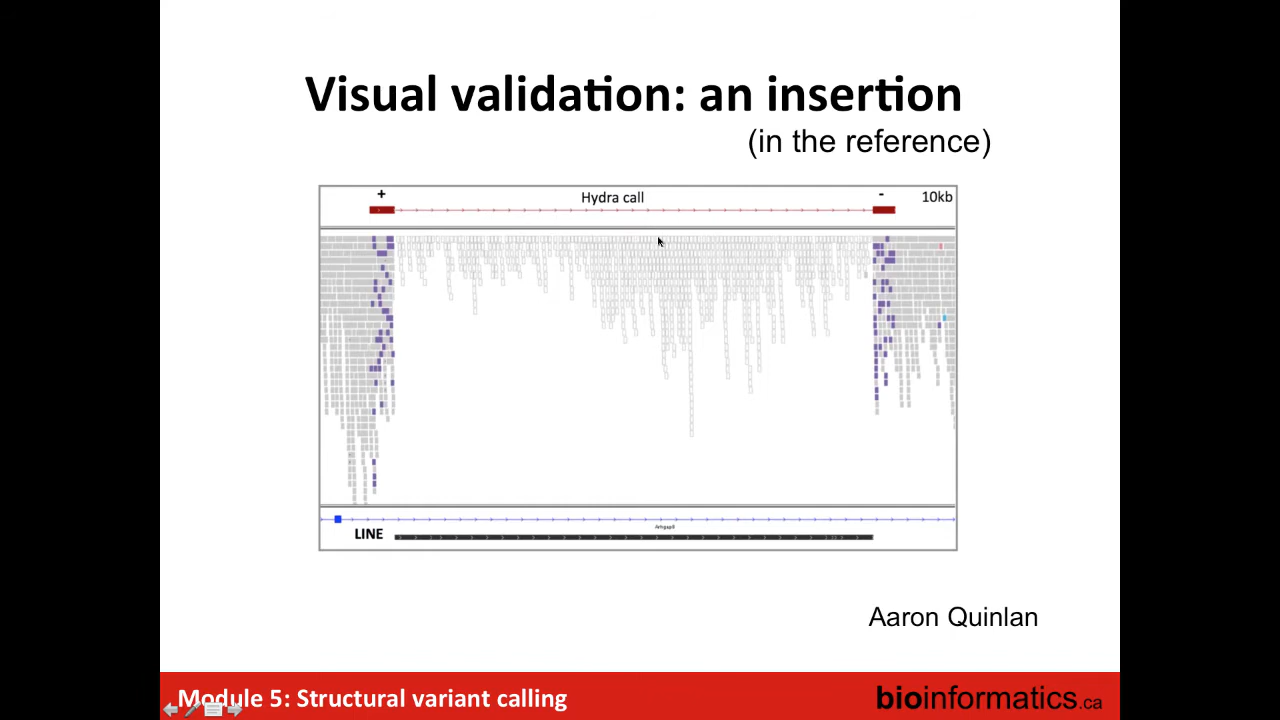 Visual validation: an insertion
(in the reference)
+ Hydra call - 10kb
LINE
Aaron Quinlan
Module 5: Structural variant calling
bioinformatics.ca